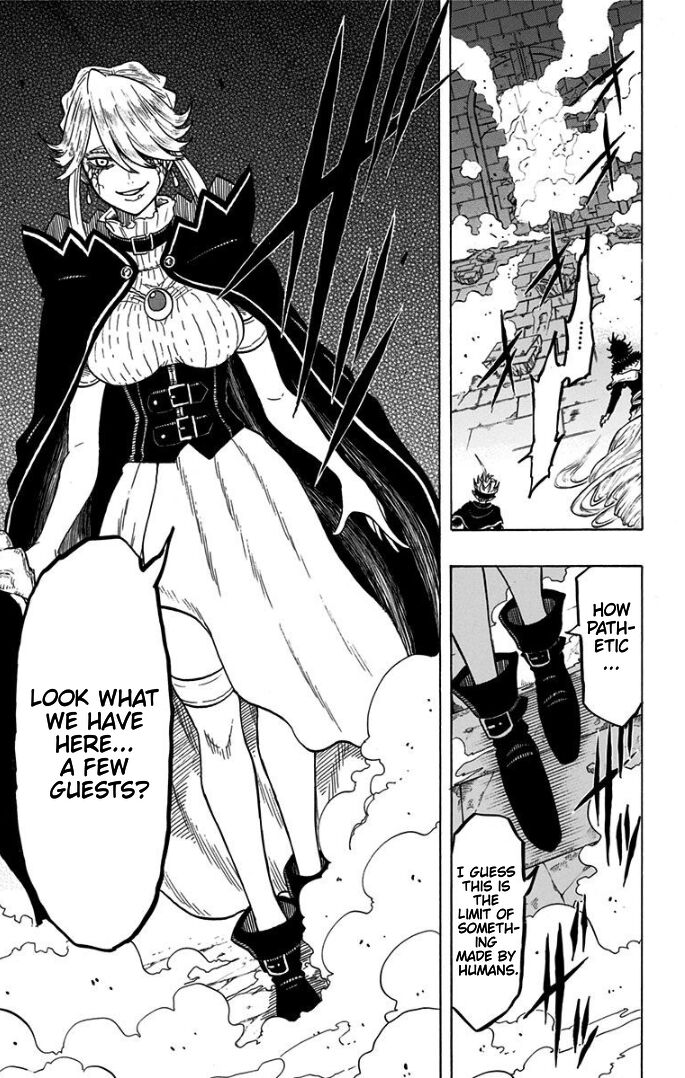 ......
HOW
PATH-
ETIC
...
I GUESS
THIS IS
THE
LIMIT OF
SOMETH-
ING
MADE BY
HUMANS.
LOOK WHAT
WE HAVE
HERE...
A FEW
GUESTS?